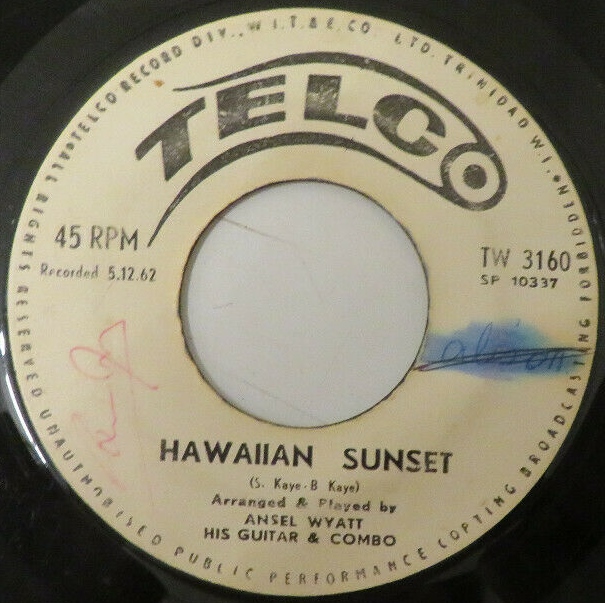 TELCO RECORD DIV., W.I.T.&E.CO. LTD. TRINIDAD W.I.
TELCO
45 RPM
Recorded 5.12.62
TW 3160
SP 10337
HAWAIIAN SUNSET
(S. Kaye - B Kaye)
Arranged & Played by
ANSEL WYATT
HIS GUITAR & COMBO
ALL RIGHTS RESERVED UNAUTHORISED PUBLIC PERFORMANCE COPYING BROADCASTING FORBIDDEN